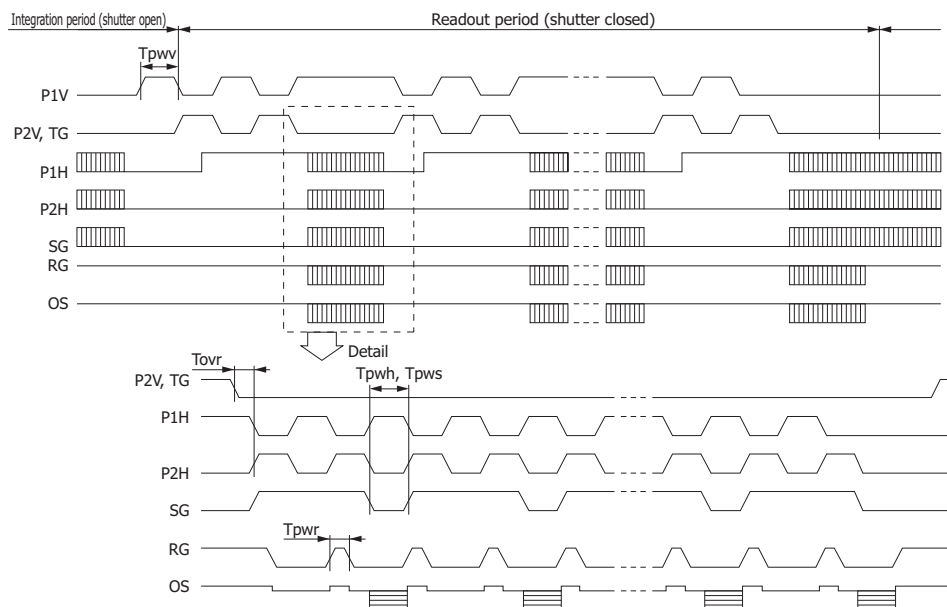 Integration period (shutter open)
Readout period (shutter closed)
Tpwv
P1V
P2V, TG
P1H
P2H
SG
RG
OS
Detail
Tovr
Tpwh, Tpws
P2V, TG
P1H
P2H
SG
Tpwr
RG
OS